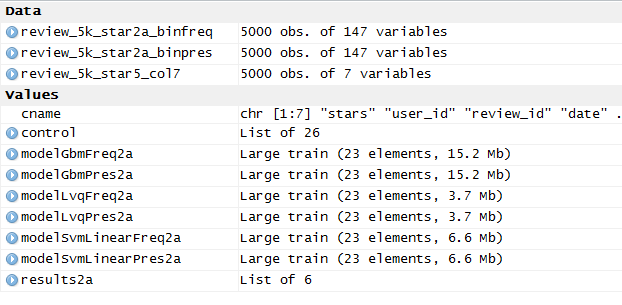 Data
review_5k_star2a_binfreq 5000 obs. of 147 variables
review_5k_star2a_binpres 5000 obs. of 147 variables
review_5k_star5_col7 5000 obs. of 7 variables
Values
cname chr [1:7] "stars" "user_id" "review_id" "date" .
control List of 26
modelGbmFreq2a Large train (23 elements, 15.2 Mb)
modelGbmPres2a Large train (23 elements, 15.2 Mb)
modelLvqFreq2a Large train (23 elements, 3.7 Mb)
modelLvqPres2a Large train (23 elements, 3.7 Mb)
modelSvmLinearFreq2a Large train (23 elements, 6.6 Mb)
modelSvmLinearPres2a Large train (23 elements, 6.6 Mb)
results2a List of 6